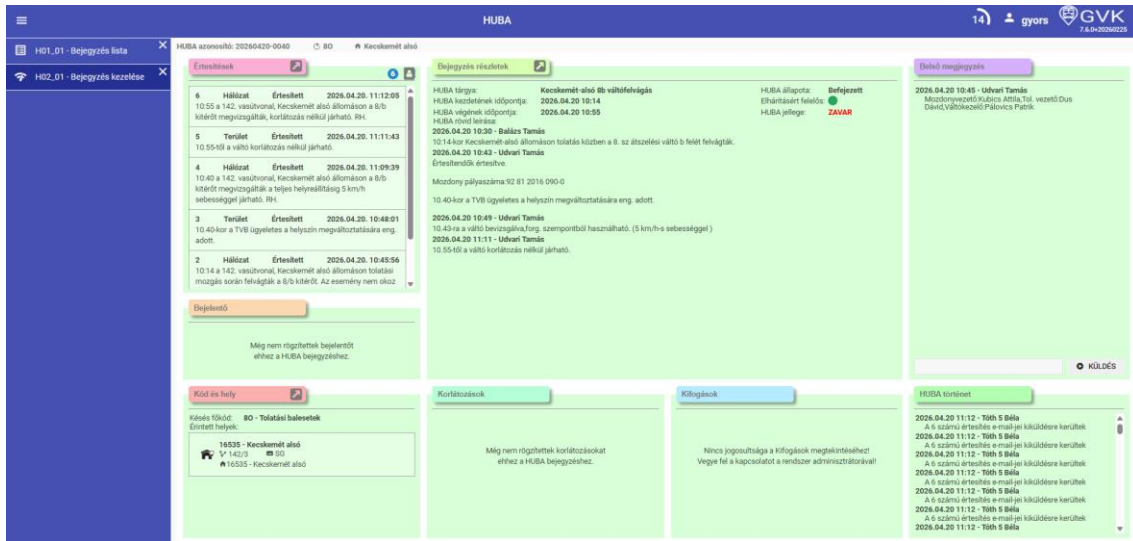 HUBA
14
gyors
GVK
7.6.0+20260225
H01_01 - Bejegyzés lista
H02_01 - Bejegyzés kezelése
HUBA azonosító: 20260420-0040
80
Kecskemét alsó
Értesítések
6
6 Hálózat Értesített 2026.04.20. 11:12:05
10:55 a 142. vasútvonal, Kecskemét alsó állomáson a 8/b
kitérőt megvizsgálták, korlátozás nélkül járható. RH.
5 Terület Értesített 2026.04.20. 11:11:43
10.55-től a váltó korlátozás nélkül járható.
4 Hálózat Értesített 2026.04.20. 11:09:39
10:40 a 142. vasútvonal, Kecskemét alsó állomáson a 8/b
kitérőt megvizsgálták a teljes helyreállításig 5 km/h
sebességgel járható. RH.
3 Terület Értesített 2026.04.20. 10:48:01
10.40-kor a TVB ügyeletes a helyszín megváltoztatására eng.
adott.
2 Hálózat Értesített 2026.04.20. 10:45:56
10:14 a 142. vasútvonal, Kecskemét alsó állomáson tolatási
mozgás során felvágták a 8/b kitérőt. Az esemény nem okoz
Bejelentő
Még nem rögzítettek bejelentőt
ehhez a HUBA bejegyzéshez.
Kód és hely
Késés főkód: 80 - Tolatási balesetek
Érintett helyek:
16535 - Kecskemét alsó
142/3 50
16535 - Kecskemét alsó
Bejegyzés részletek
HUBA tárgya: Kecskemét-alsó 8b váltófelvágás
HUBA kezdetének időpontja: 2026.04.20 10:14
HUBA végének időpontja: 2026.04.20 10:55
HUBA rövid leírása:
HUBA állapota: Befejezett
Elhárításért felelős:
HUBA jellege: ZAVAR
2026.04.20 10:30 - Balázs Tamás
10:14-kor Kecskemét-alsó állomáson tolatás közben a 8. sz átszelési váltó b felét felvágták.
2026.04.20 10:43 - Udvari Tamás
Értesítendők értesítve.
Mozdony pályaszáma:92 81 2016 090-0
10.40-kor a TVB ügyeletes a helyszín megváltoztatására eng. adott.
2026.04.20 10:49 - Udvari Tamás
10.43-ra a váltó bevizsgálva,forg. szempontból használható. (5 km/h-s sebességgel )
2026.04.20 11:11 - Udvari Tamás
10.55-től a váltó korlátozás nélkül járható.
Korlátozások
Még nem rögzítettek korlátozásokat
ehhez a HUBA bejegyzéshez.
Kifogások
Nincs jogosultsága a Kifogások megtekintéséhez!
Vegye fel a kapcsolatot a rendszer adminisztrátorával!
Belső megjegyzés
2026.04.20 10:45 - Udvari Tamás
Mozdonyvezető:Kubics Attila,Tol. vezető:Dus
Dávid,Váltókezelő:Pálovics Patrik.
KÜLDÉS
HUBA történet
2026.04.20 11:12 - Tóth 5 Béla
A 6 számú értesítés e-mail-jei kiküldésre kerültek
2026.04.20 11:12 - Tóth 5 Béla
A 6 számú értesítés e-mail-jei kiküldésre kerültek
2026.04.20 11:12 - Tóth 5 Béla
A 6 számú értesítés e-mail-jei kiküldésre kerültek
2026.04.20 11:12 - Tóth 5 Béla
A 6 számú értesítés e-mail-jei kiküldésre kerültek
2026.04.20 11:12 - Tóth 5 Béla
A 6 számú értesítés e-mail-jei kiküldésre kerültek
2026.04.20 11:12 - Tóth 5 Béla
A 6 számú értesítés e-mail-jei kiküldésre kerültek
2026.04.20 11:12 - Tóth 5 Béla